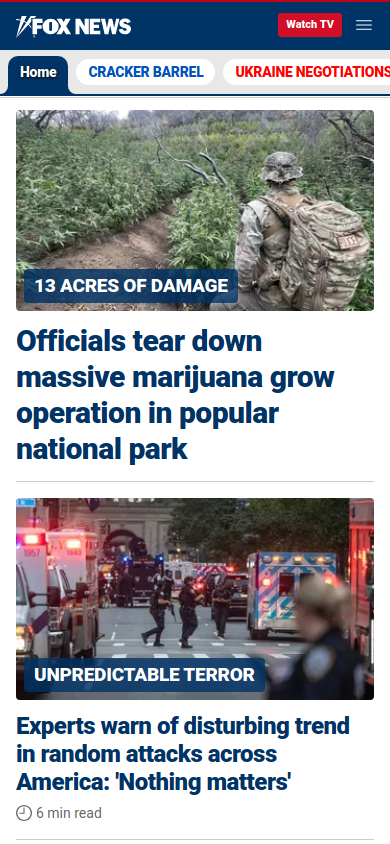 FOX NEWS
Watch TV
Home
CRACKER BARREL
UKRAINE NEGOTIATIONS
13 ACRES OF DAMAGE
Officials tear down
massive marijuana grow
operation in popular
national park
1957
1643
UNPREDICTABLE TERROR
Experts warn of disturbing trend
in random attacks across
America: 'Nothing matters'
6 min read